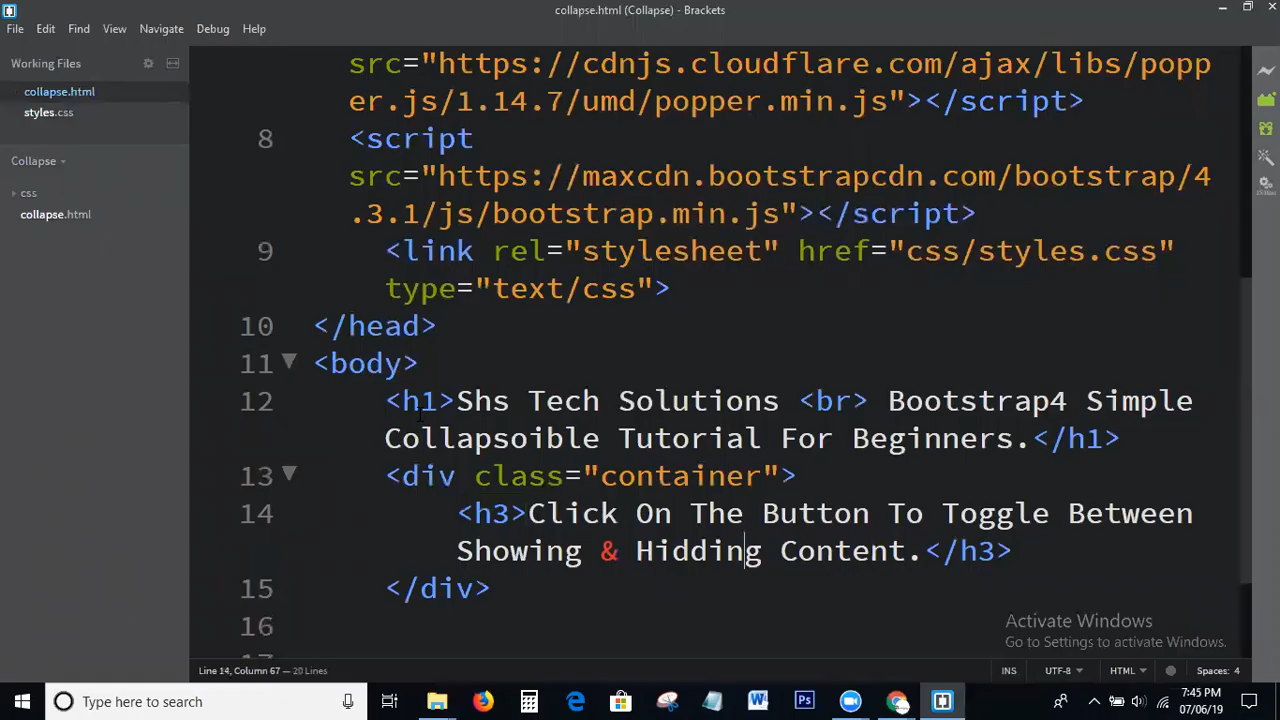 collapse.html (Collapse) - Brackets
File Edit Find View Navigate Debug Help
Working Files
collapse.html
styles.css
Collapse
css
collapse.html
src="https://cdnjs.cloudflare.com/ajax/libs/popp
er.js/1.14.7/umd/popper.min.js"></script>
8 <script
src="https://maxcdn.bootstrapcdn.com/bootstrap/4
.3.1/js/bootstrap.min.js"></script>
9 <link rel="stylesheet" href="css/styles.css"
type="text/css">
10 </head>
11 <body>
12 <h1>Shs Tech Solutions <br> Bootstrap4 Simple
Collapsoible Tutorial For Beginners.</h1>
13 <div class="container">
14 <h3>Click On The Button To Toggle Between
Showing & Hidding Content.</h3>
15 </div>
16
Activate Windows
Go to Settings to activate Windows.
Line 14, Column 67 — 20 Lines
INS UTF-8 HTML Spaces: 4
Type here to search
7:45 PM
07/06/19